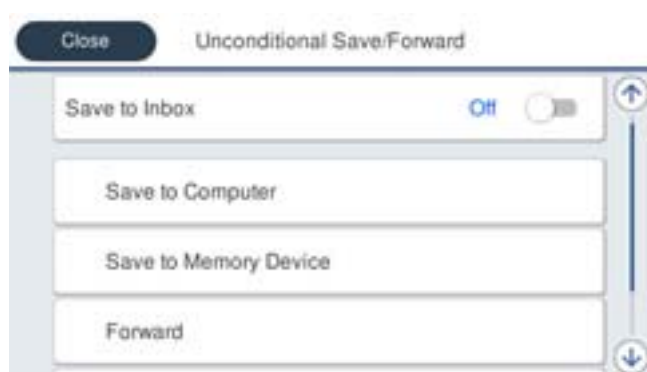 Close Unconditional Save/Forward
Save to Inbox Off
Save to Computer
Save to Memory Device
Forward